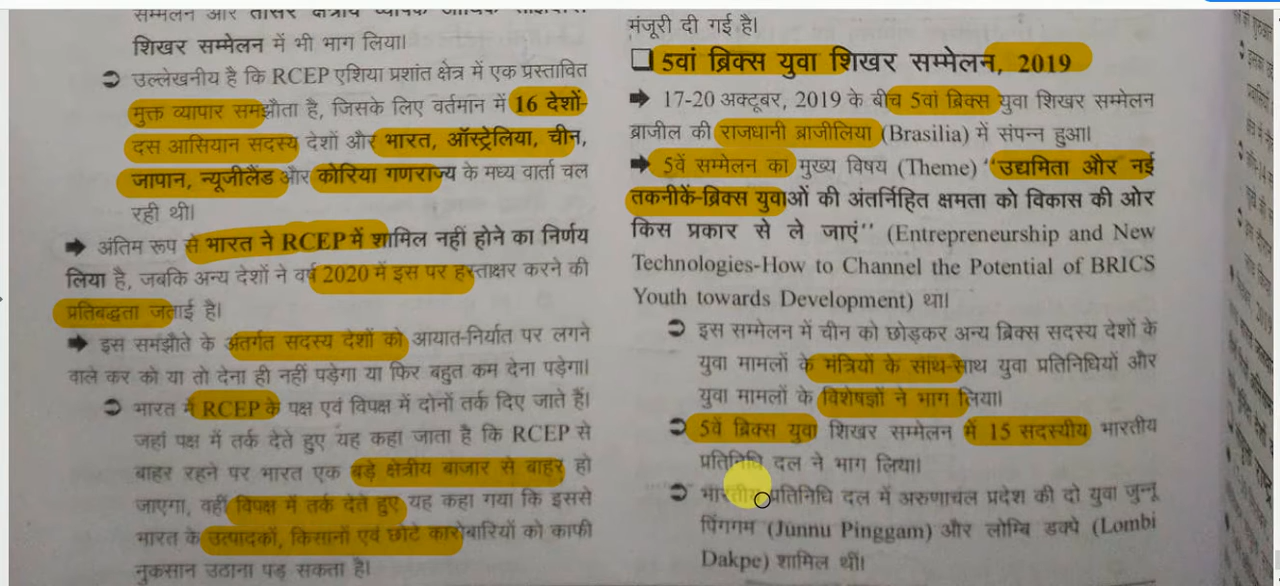 सम्मेलन और तीसरे क्षेत्रीय व्यापक आर्थिक
शिखर सम्मेलन में भी भाग लिया।
➲ उल्लेखनीय है कि RCEP एशिया प्रशांत क्षेत्र में एक प्रस्तावित
मुक्त व्यापार समझौता है, जिसके लिए वर्तमान में 16 देशों-
दस आसियान सदस्य देशों और भारत, ऑस्ट्रेलिया, चीन,
जापान, न्यूजीलैंड और कोरिया गणराज्य के मध्य वार्ता चल
रही थी।
➡ अंतिम रूप से भारत ने RCEP में शामिल नहीं होने का निर्णय
लिया है, जबकि अन्य देशों ने वर्ष 2020 में इस पर हस्ताक्षर करने की
प्रतिबद्धता जताई है।
➡ इस समझौते के अंतर्गत सदस्य देशों को आयात-निर्यात पर लगने
वाले कर को या तो देना ही नहीं पड़ेगा या फिर बहुत कम देना पड़ेगा।
➲ भारत में RCEP के पक्ष एवं विपक्ष में दोनों तर्क दिए जाते हैं।
जहां पक्ष में तर्क देते हुए यह कहा जाता है कि RCEP से
बाहर रहने पर भारत एक बड़े क्षेत्रीय बाजार से बाहर हो
जाएगा, वहीं विपक्ष में तर्क देते हुए यह कहा गया कि इससे
भारत के उत्पादकों, किसानों एवं छोटे कारोबारियों को काफी
नुकसान उठाना पड़ सकता है।
मंजूरी दी गई है।
❑ 5वां ब्रिक्स युवा शिखर सम्मेलन, 2019
➡ 17-20 अक्टूबर, 2019 के बीच 5वां ब्रिक्स युवा शिखर सम्मेलन
ब्राजील की राजधानी ब्राजीलिया (Brasilia) में संपन्न हुआ।
➡ 5वें सम्मेलन का मुख्य विषय (Theme) ''उद्यमिता और नई
तकनीकें-ब्रिक्स युवाओं की अंतर्निहित क्षमता को विकास की ओर
किस प्रकार से ले जाएं'' (Entrepreneurship and New
Technologies-How to Channel the Potential of BRICS
Youth towards Development) था।
➲ इस सम्मेलन में चीन को छोड़कर अन्य ब्रिक्स सदस्य देशों के
युवा मामलों के मंत्रियों के साथ-साथ युवा प्रतिनिधियों और
युवा मामलों के विशेषज्ञों ने भाग लिया।
➲ 5वें ब्रिक्स युवा शिखर सम्मेलन में 15 सदस्यीय भारतीय
प्रतिनिधि दल ने भाग लिया।
➲ भारतीय प्रतिनिधि दल में अरुणाचल प्रदेश की दो युवा जुन्नू
पिंगगम (Junnu Pinggam) और लोम्बि डक्पे (Lombi
Dakpe) शामिल थीं।